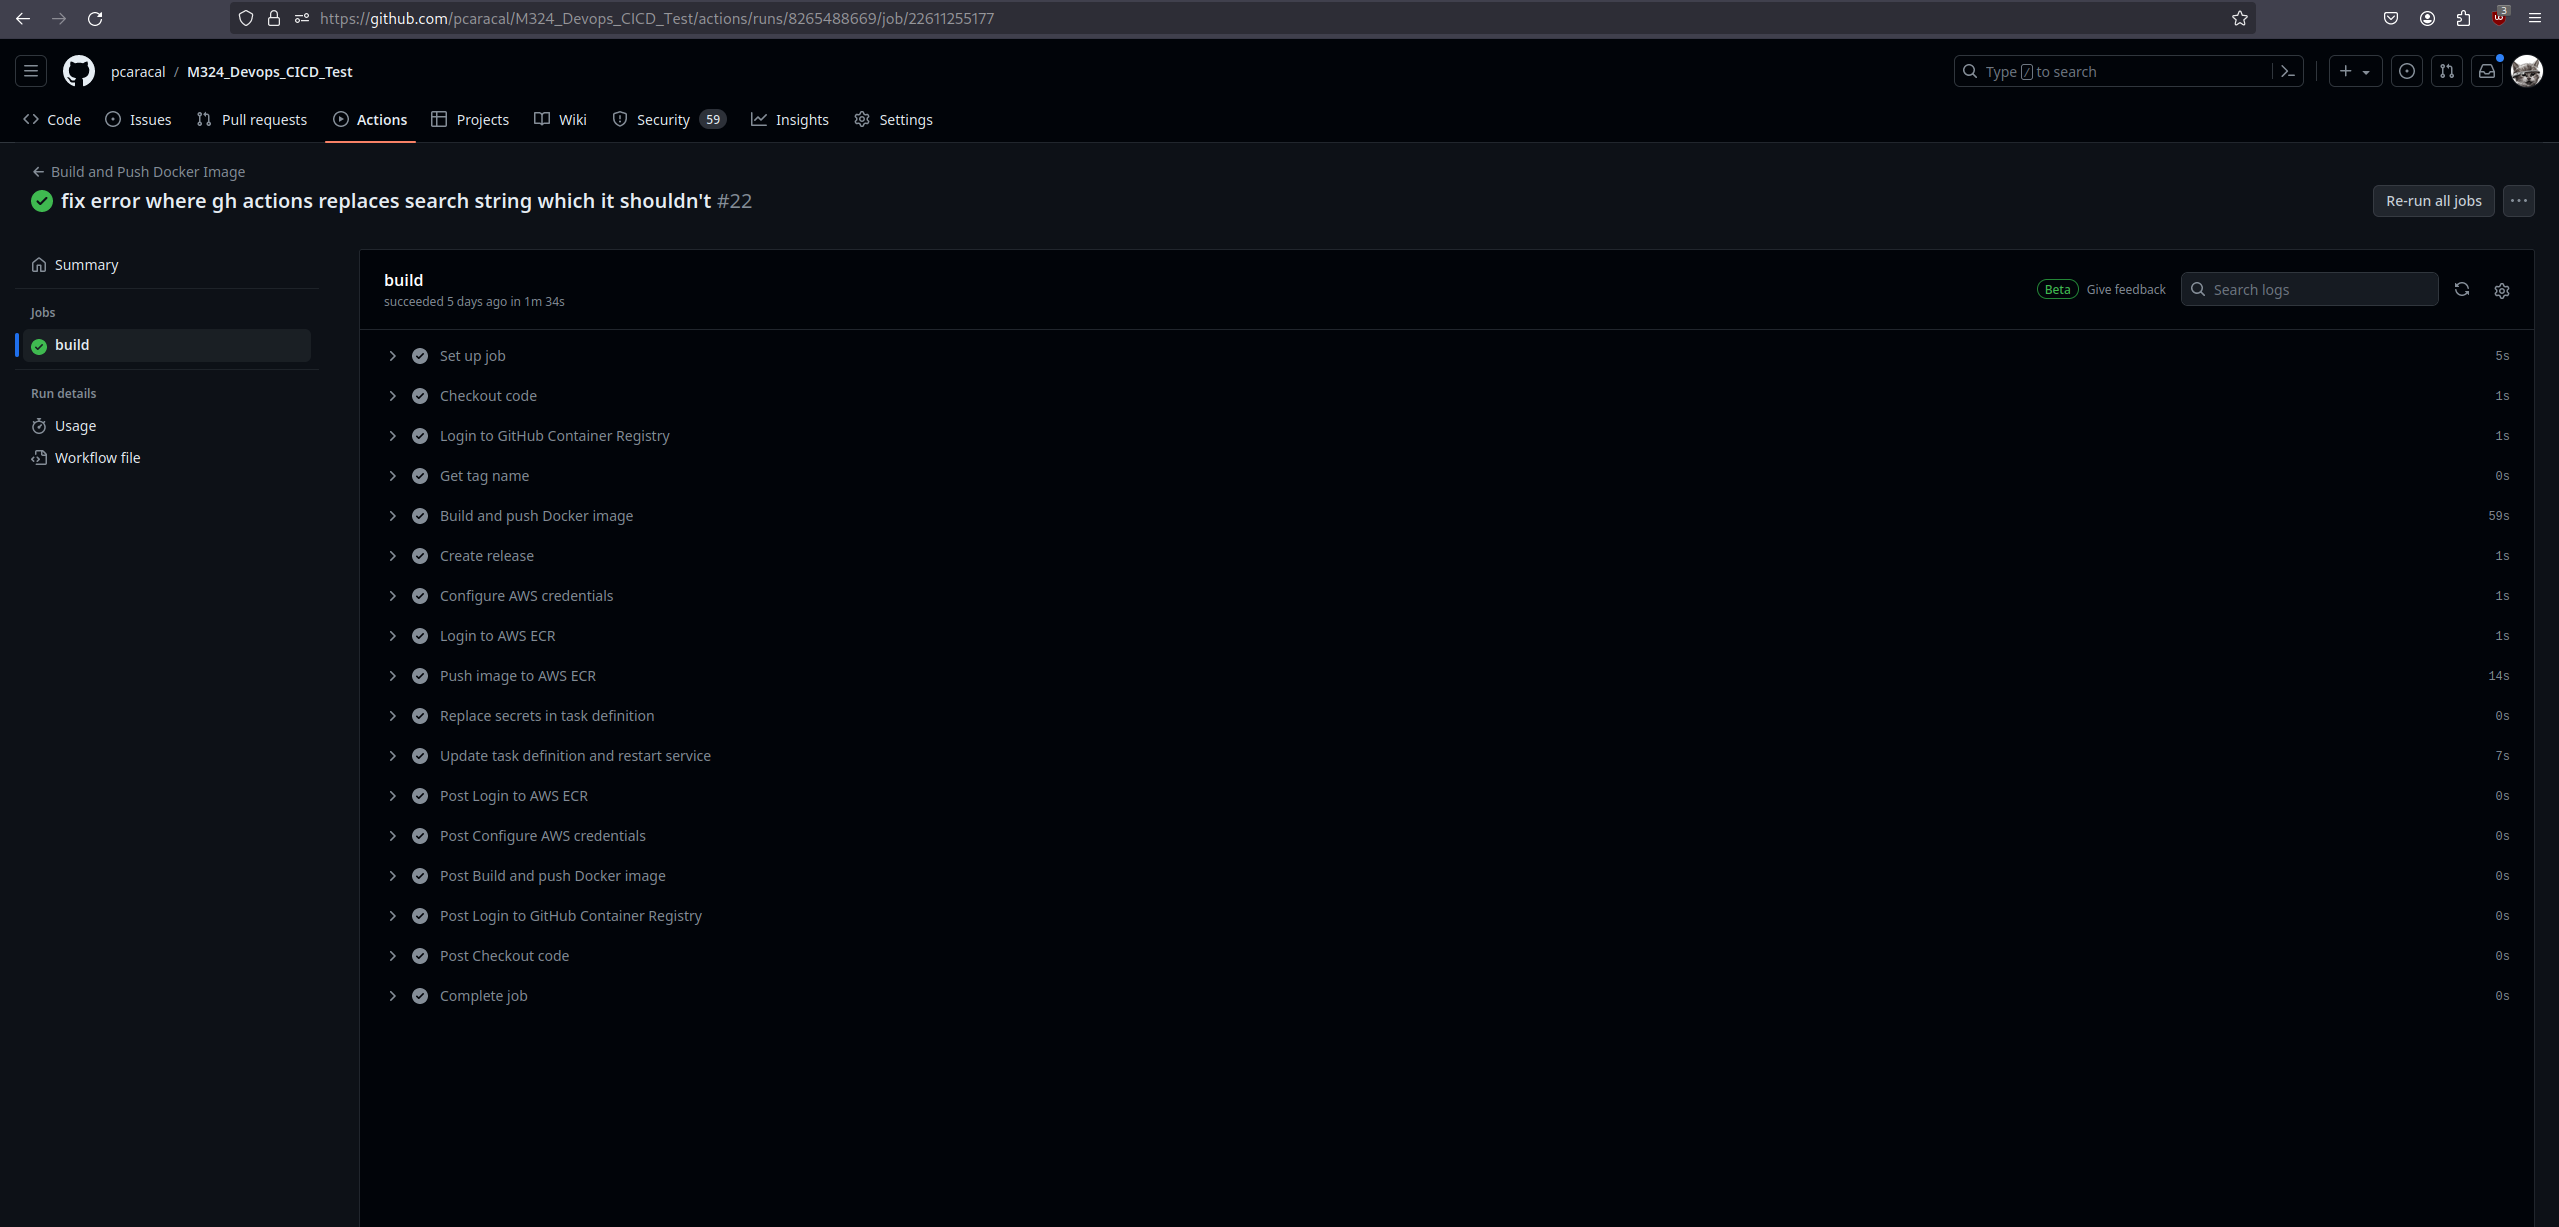 https://github.com/pcaracal/M324_Devops_CICD_Test/actions/runs/8265488669/job/22611255177
3
pcaracal / M324_Devops_CICD_Test
Type / to search
Code Issues Pull requests Actions Projects Wiki Security 59 Insights Settings
Build and Push Docker Image
fix error where gh actions replaces search string which it shouldn't #22
Re-run all jobs
Summary
Jobs
build
Run details
Usage
Workflow file
build
succeeded 5 days ago in 1m 34s
Beta Give feedback
Search logs
Set up job 5s
Checkout code 1s
Login to GitHub Container Registry 1s
Get tag name 0s
Build and push Docker image 59s
Create release 1s
Configure AWS credentials 1s
Login to AWS ECR 1s
Push image to AWS ECR 14s
Replace secrets in task definition 0s
Update task definition and restart service 7s
Post Login to AWS ECR 0s
Post Configure AWS credentials 0s
Post Build and push Docker image 0s
Post Login to GitHub Container Registry 0s
Post Checkout code 0s
Complete job 0s